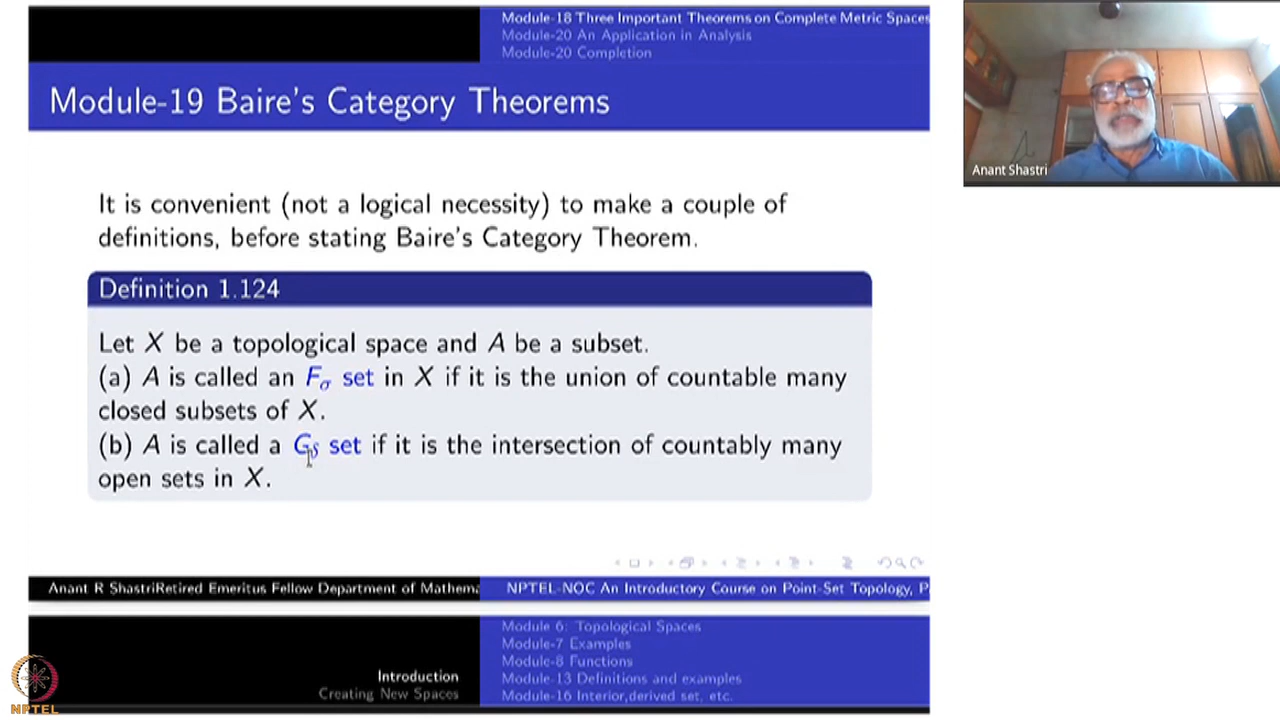 Module-18 Three Important Theorems on Complete Metric Spaces
Module-20 An Application in Analysis
Module-20 Completion
Module-19 Baire's Category Theorems
Anant Shastri
It is convenient (not a logical necessity) to make a couple of
definitions, before stating Baire's Category Theorem.
Definition 1.124
Let X be a topological space and A be a subset.
(a) A is called an Fσ set in X if it is the union of countable many
closed subsets of X.
(b) A is called a Gδ set if it is the intersection of countably many
open sets in X.
Anant R ShastriRetired Emeritus Fellow Department of Mathema
NPTEL-NOC An Introductory Course on Point-Set Topology, P
Module 6: Topological Spaces
Module-7 Examples
Module-8 Functions
Introduction
Module-13 Definitions and examples
Creating New Spaces
Module-16 Interior,derived set, etc.
NPTEL